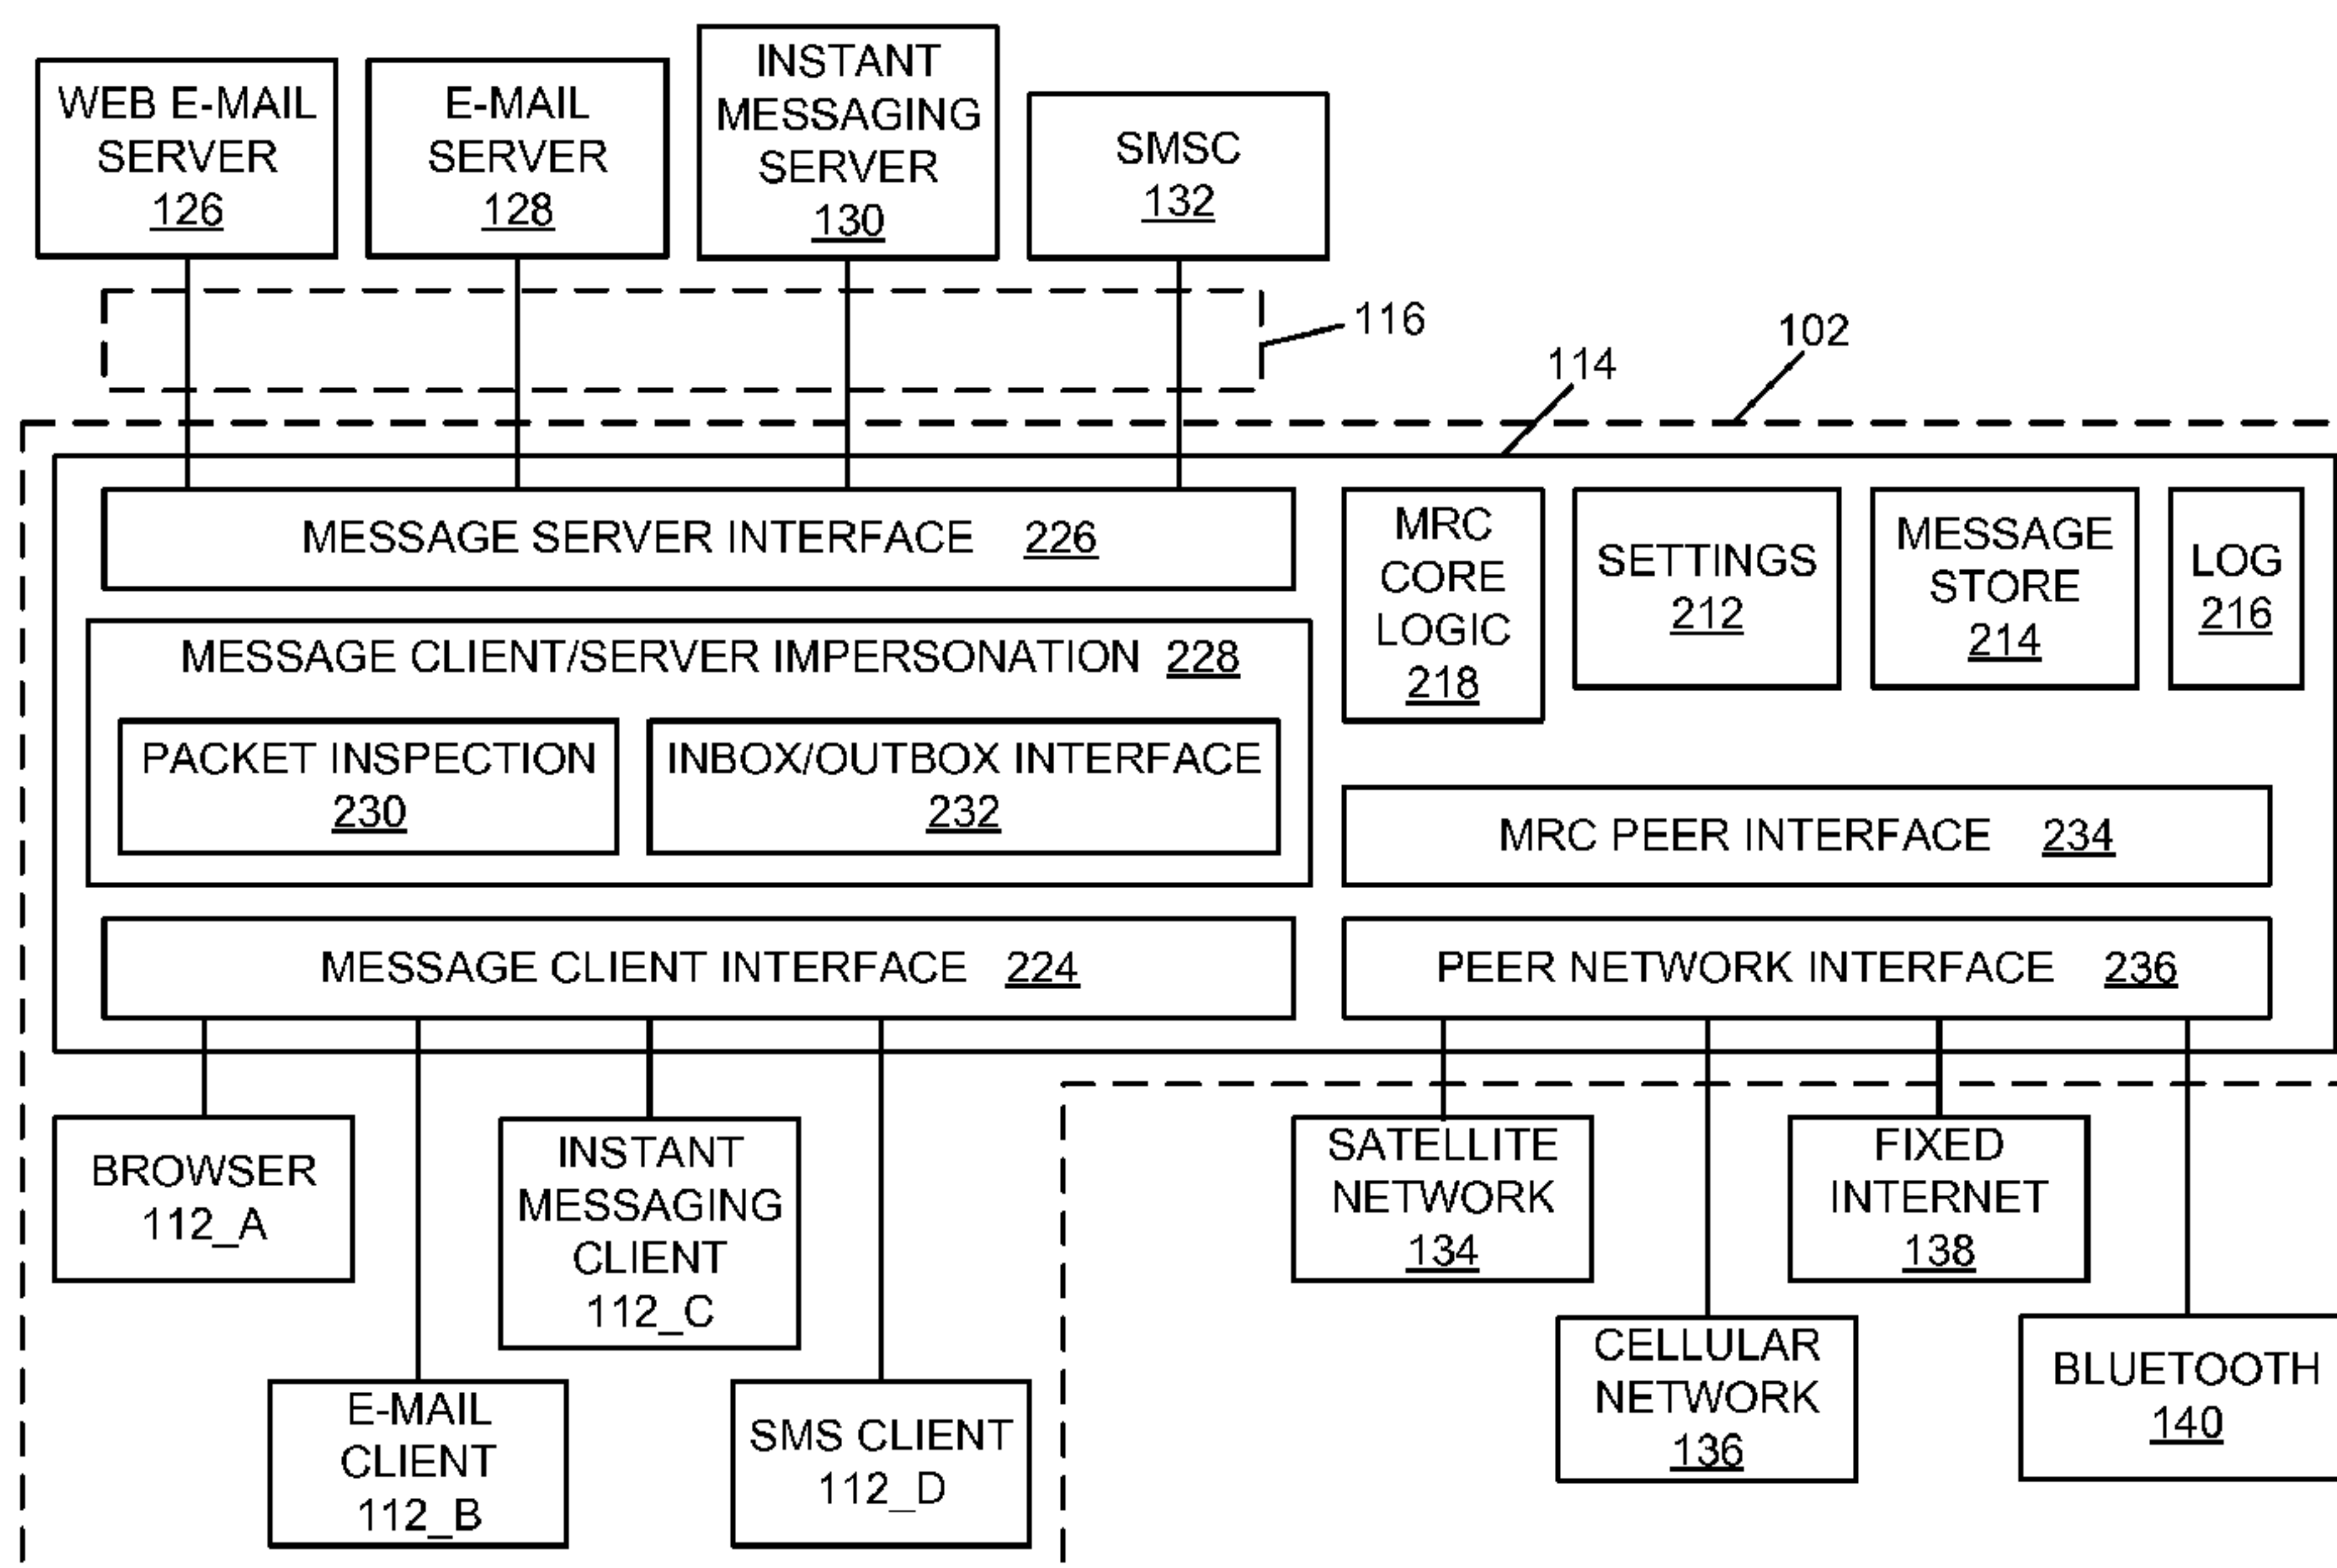 WEB E-MAIL
SERVER
126
E-MAIL
SERVER
128
INSTANT
MESSAGING
SERVER
130
SMSC
132
116
102
114
MESSAGE SERVER INTERFACE 226
MRC
CORE
LOGIC
218
SETTINGS
212
MESSAGE
STORE
214
LOG
216
MESSAGE CLIENT/SERVER IMPERSONATION 228
PACKET INSPECTION
230
INBOX/OUTBOX INTERFACE
232
MRC PEER INTERFACE 234
MESSAGE CLIENT INTERFACE 224
PEER NETWORK INTERFACE 236
BROWSER
112_A
INSTANT
MESSAGING
CLIENT
112_C
SATELLITE
NETWORK
134
FIXED
INTERNET
138
E-MAIL
CLIENT
112_B
SMS CLIENT
112_D
CELLULAR
NETWORK
136
BLUETOOTH
140